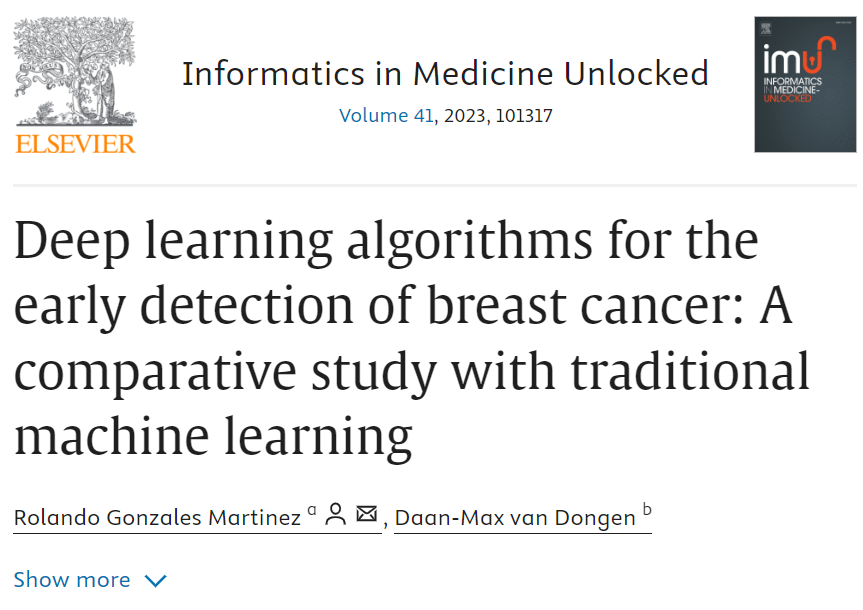 ELSEVIER
Informatics in Medicine Unlocked
Volume 41, 2023, 101317
imu
INFORMATICS
IN MEDICINE-
UNLOCKED
Deep learning algorithms for the
early detection of breast cancer: A
comparative study with traditional
machine learning
Rolando Gonzales Martinez a , Daan-Max van Dongen b
Show more